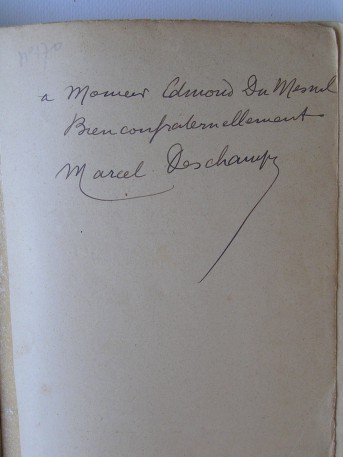 a Monsieur Edmond Du Mesnil
Bien confraternellement
Marcel Deschamps